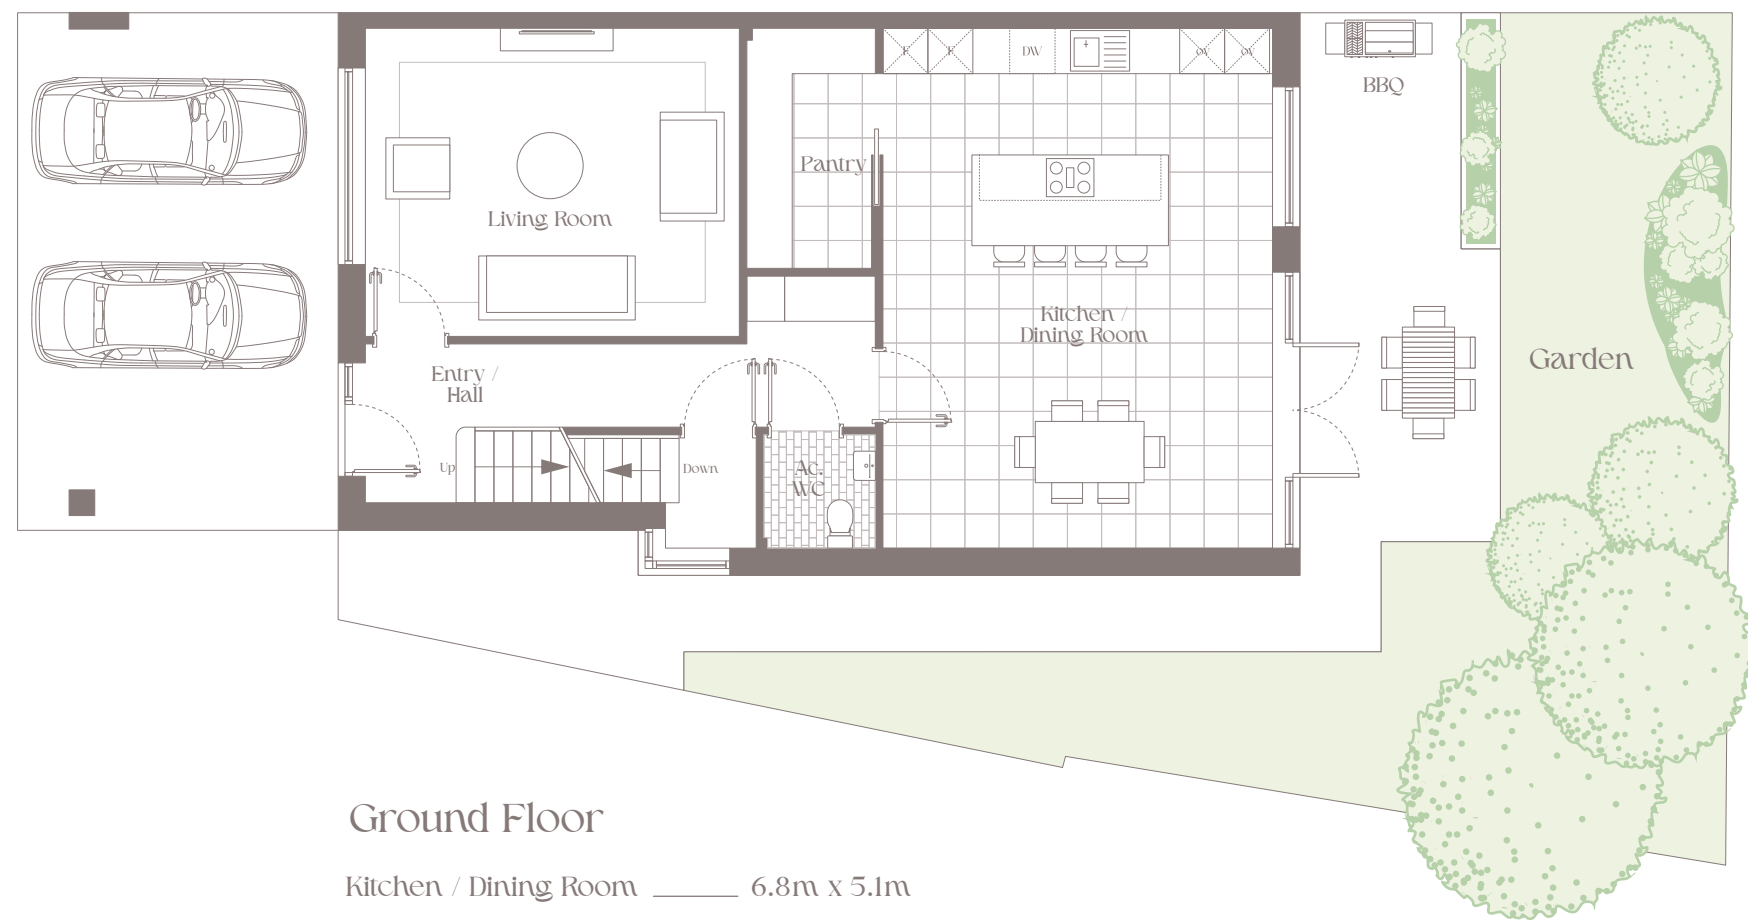 F
F
DW
ov
ov
BBQ
Pantry
Living Room
Kitchen /
Dining Room
Garden
Entry /
Hall
Up
Down
Ac.
WC
Ground Floor
Kitchen / Dining Room ______ 6.8m x 5.1m